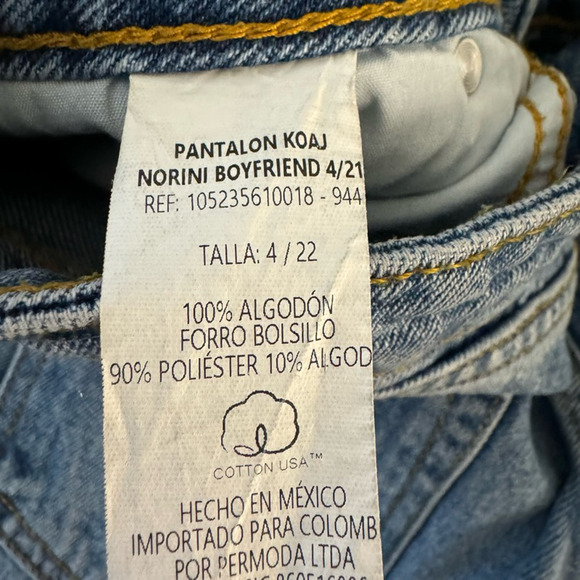 PANTALON KOAJ
NORINI BOYFRIEND 4/21
REF: 105235610018 - 944
TALLA: 4 / 22
100% ALGODÓN
FORRO BOLSILLO
90% POLIÉSTER 10% ALGOD
COTTON USA™
HECHO EN MÉXICO
IMPORTADO PARA COLOMB
POR PERMODA LTDA